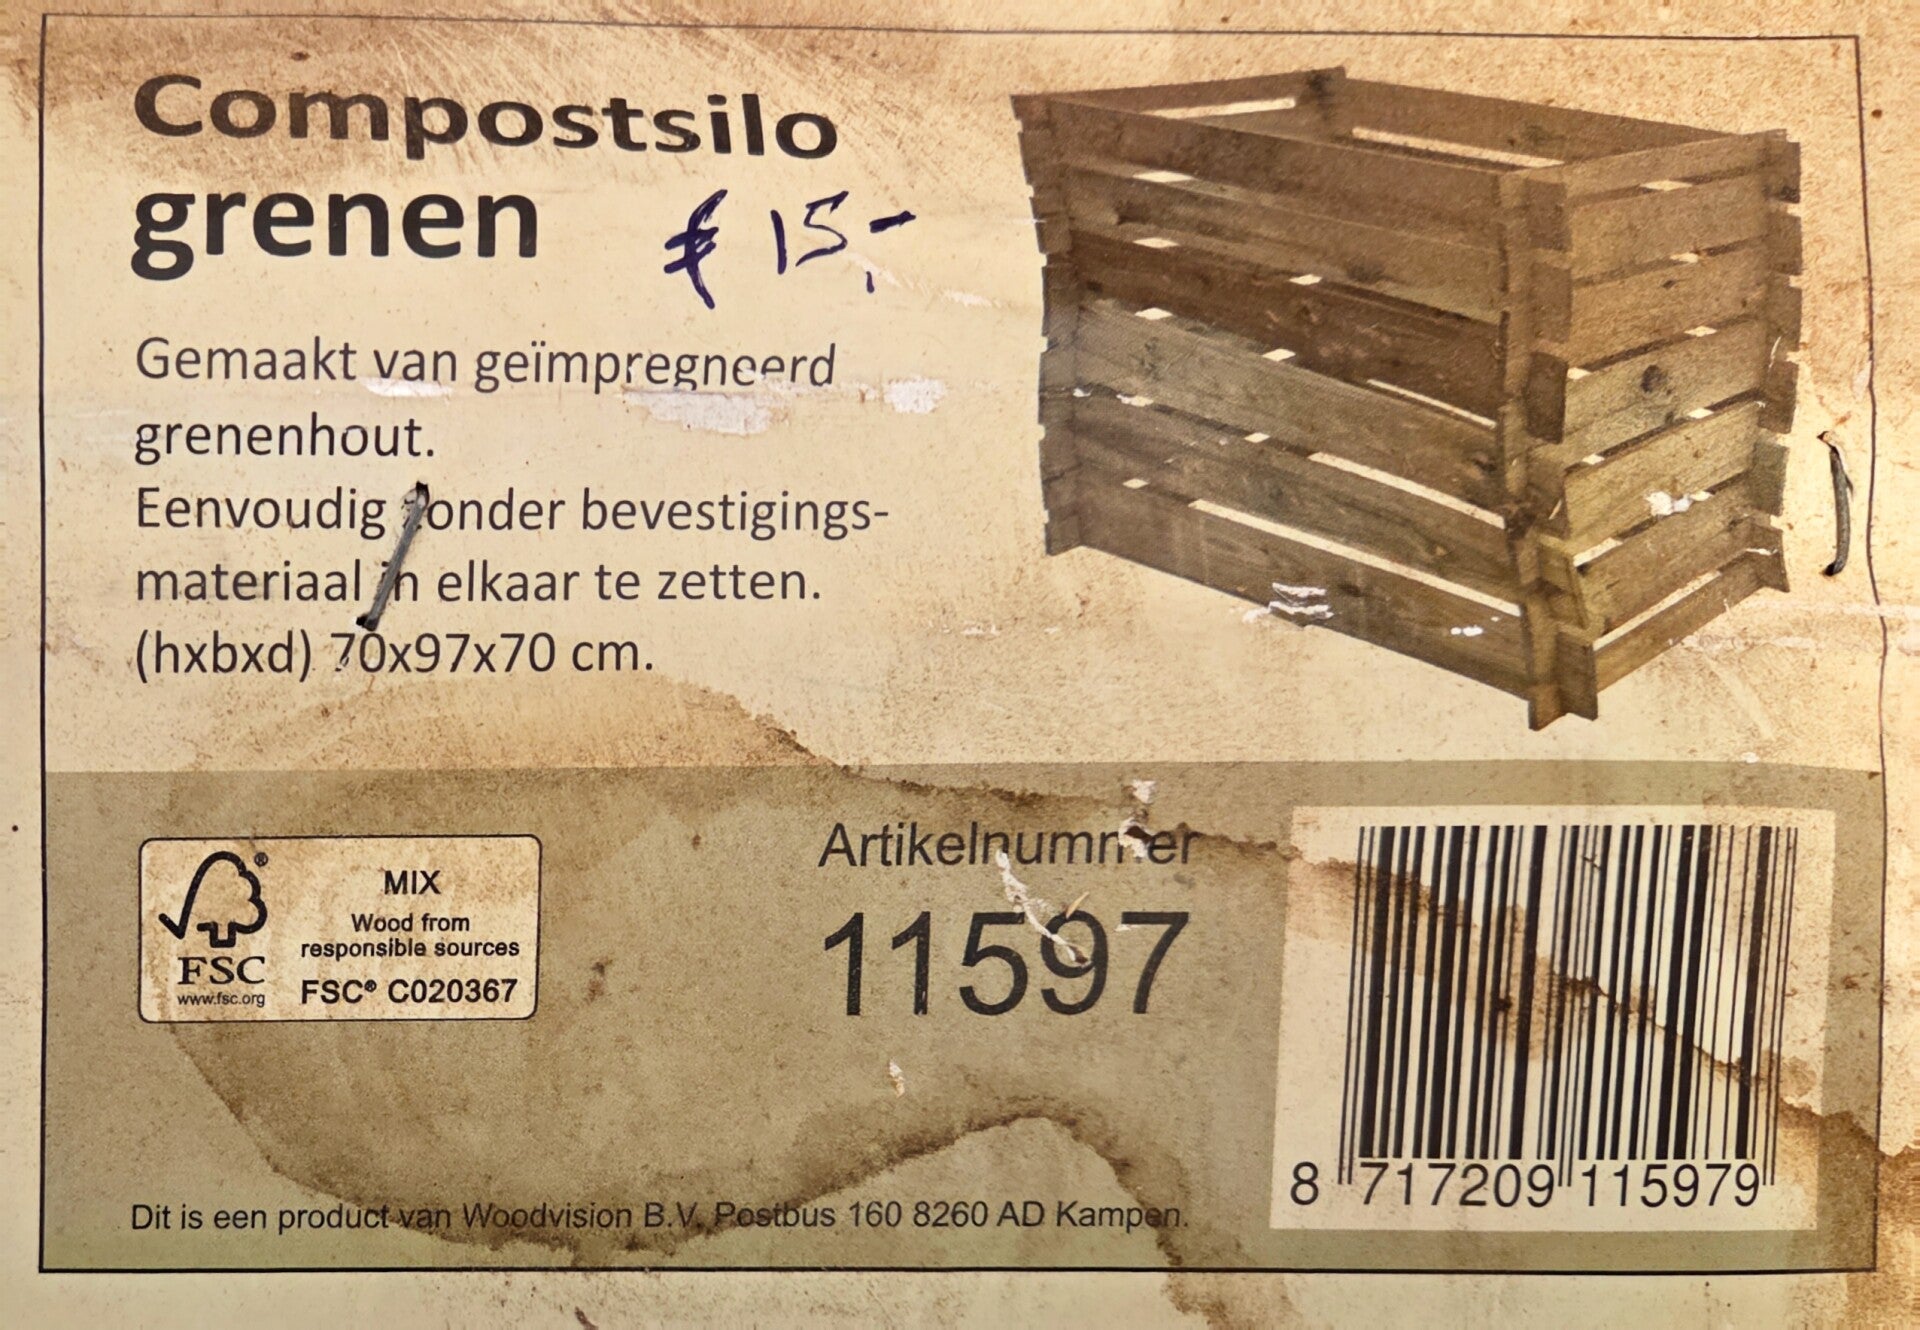 Compostsilo
grenen
€ 15,-
Gemaakt van geïmpregneerd
grenenhout.
Eenvoudig zonder bevestigings-
materiaal in elkaar te zetten.
(hxbxd) 70x97x70 cm.
FSC®
www.fsc.org
MIX
Wood from
responsible sources
FSC® C020367
Artikelnummer
11597
8 717209 115979
Dit is een product van Woodvision B.V. Postbus 160 8260 AD Kampen.